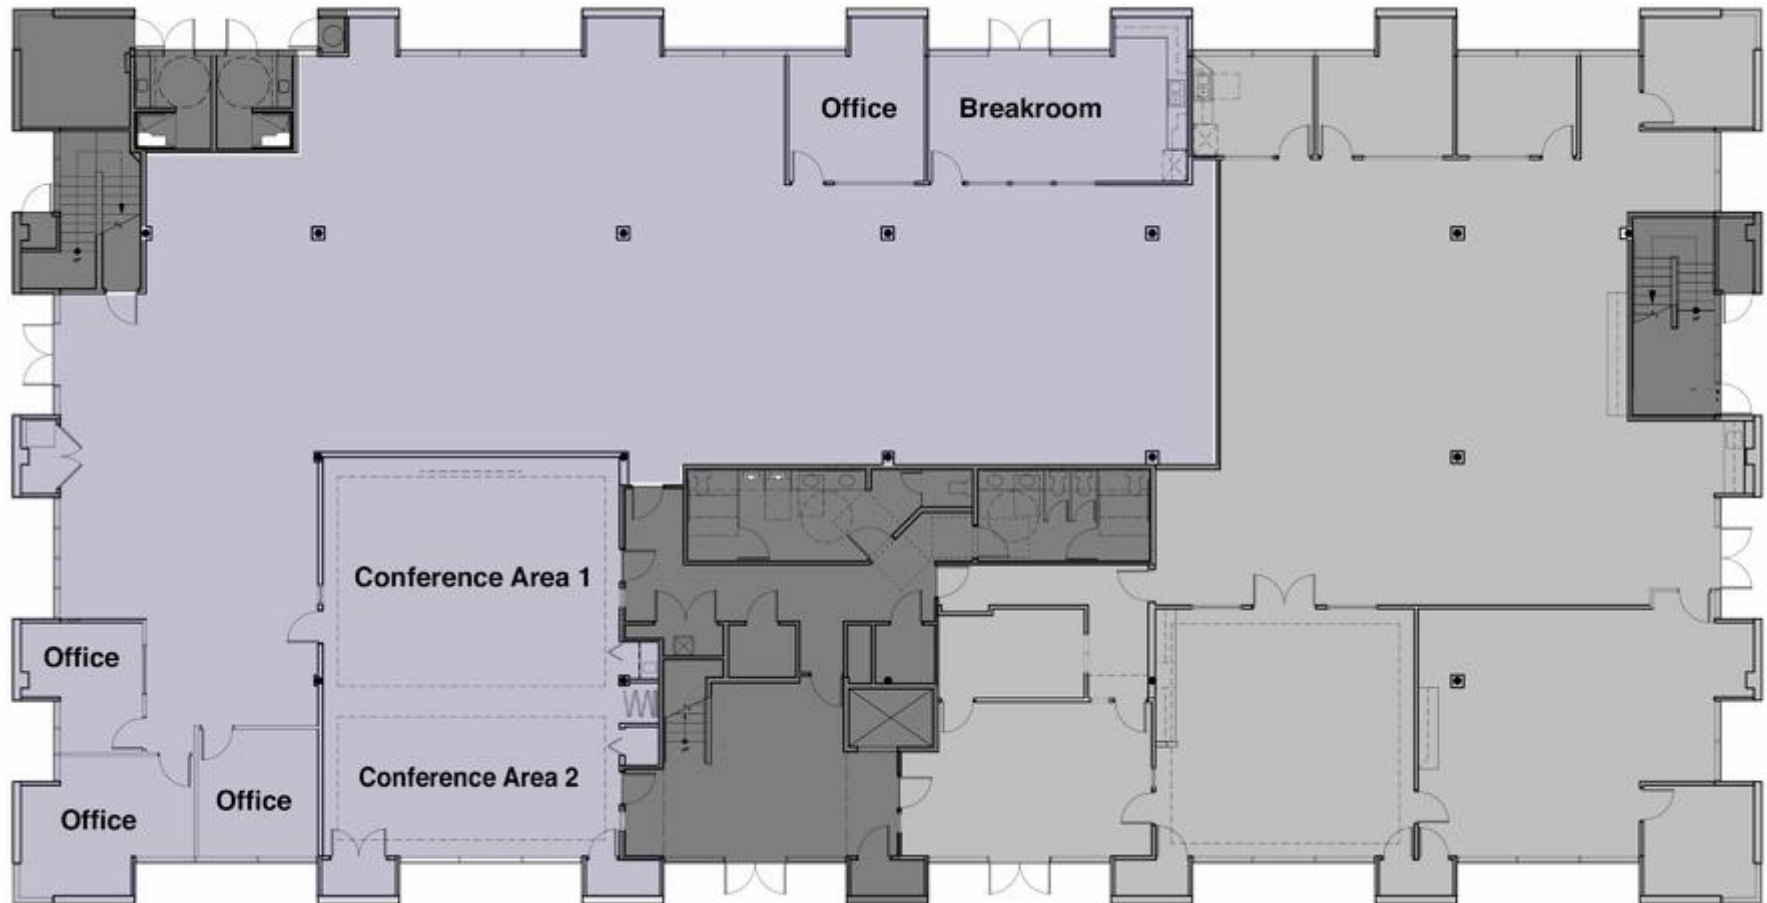 Office
Breakroom
Conference Area 1
Office
Conference Area 2
Office
Office